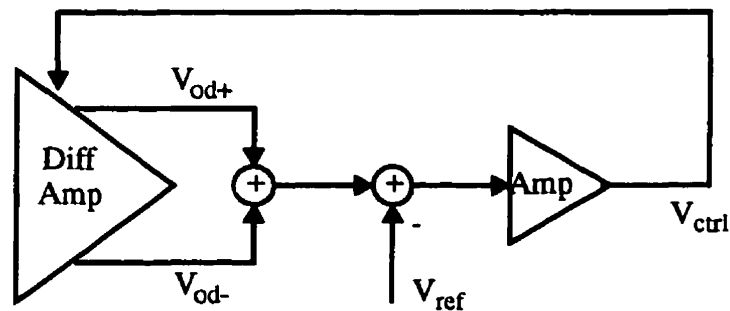 V_od+
Diff
Amp
+
+
Amp
-
V_ctrl
V_od-
V_ref